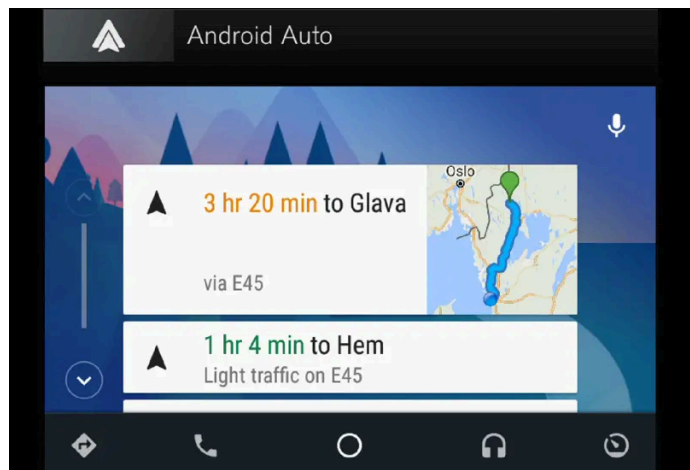 Android Auto
Oslo
3 hr 20 min to Glava
via E45
1 hr 4 min to Hem
Light traffic on E45